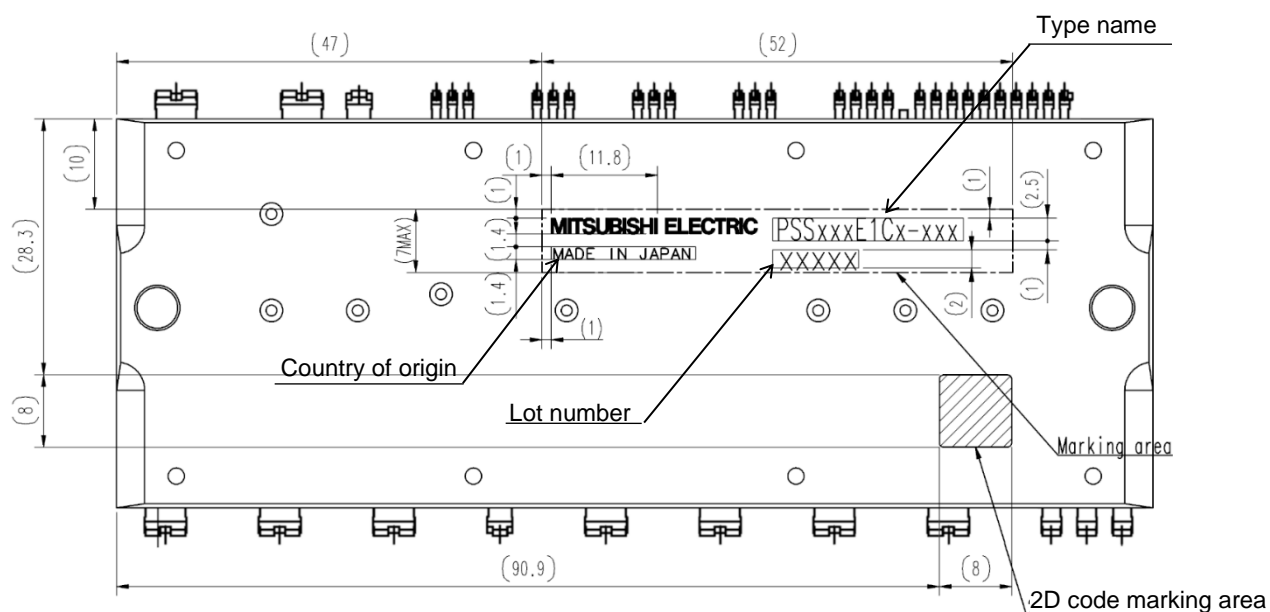 Type name
(47)
(52)
(10)
(1)
(11.8)
(1)
(1)
(2.5)
(28.3)
(7MAX)
(1.4)
MITSUBISHI ELECTRIC
PSSxxxE1Cx-xxx
MADE IN JAPAN
XXXXX
(1.4)
(2)
(1)
(1)
Country of origin
Lot number
(8)
Marking area
(90.9)
(8)
2D code marking area